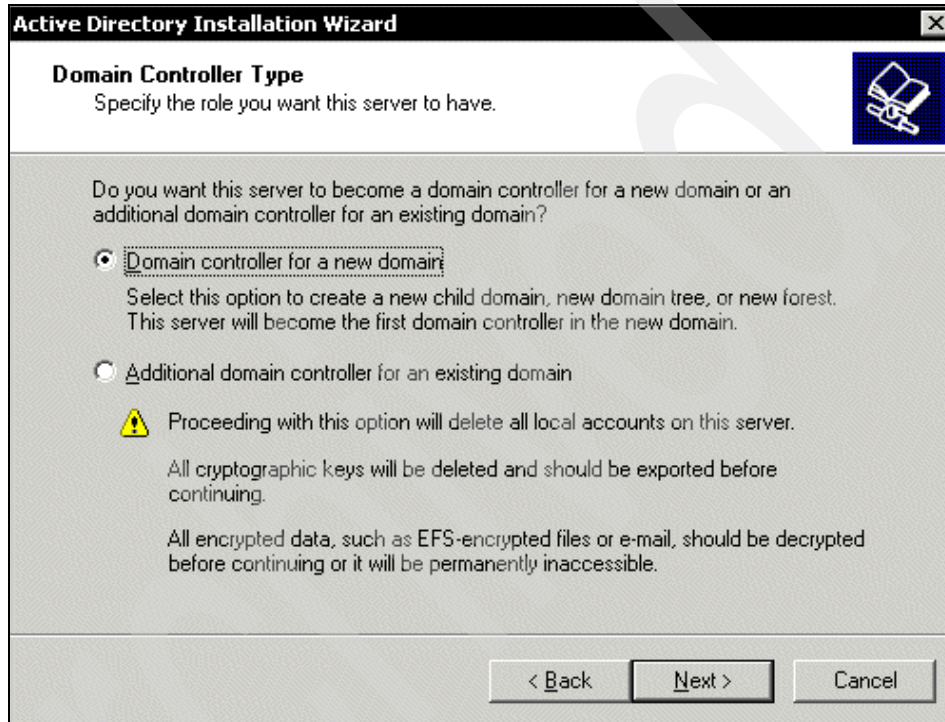 Active Directory Installation Wizard
Domain Controller Type
Specify the role you want this server to have.
Do you want this server to become a domain controller for a new domain or an
additional domain controller for an existing domain?
Domain controller for a new domain
Select this option to create a new child domain, new domain tree, or new forest.
This server will become the first domain controller in the new domain.
Additional domain controller for an existing domain
Proceeding with this option will delete all local accounts on this server.
All cryptographic keys will be deleted and should be exported before
continuing.
All encrypted data, such as EFS-encrypted files or e-mail, should be decrypted
before continuing or it will be permanently inaccessible.
< Back Next > Cancel